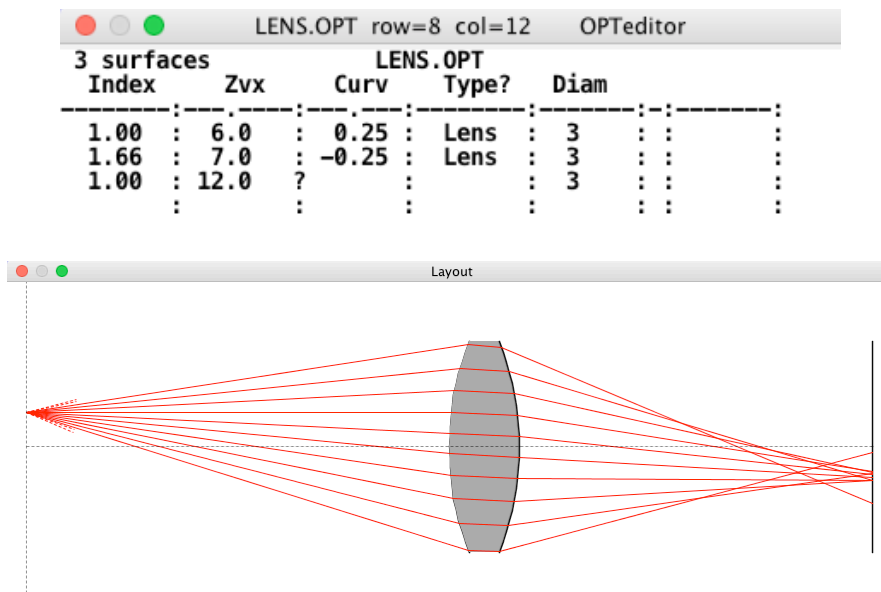 LENS.OPT row=8 col=12 OPTeditor
3 surfaces LENS.OPT
Index Zvx Curv Type? Diam
--------:---.----:---.---:--------:-------:-:-------:
1.00 : 6.0 : 0.25 : Lens : 3 : : :
1.66 : 7.0 : -0.25 : Lens : 3 : : :
1.00 : 12.0 ? : : 3 : : :
: : : : : : :
Layout